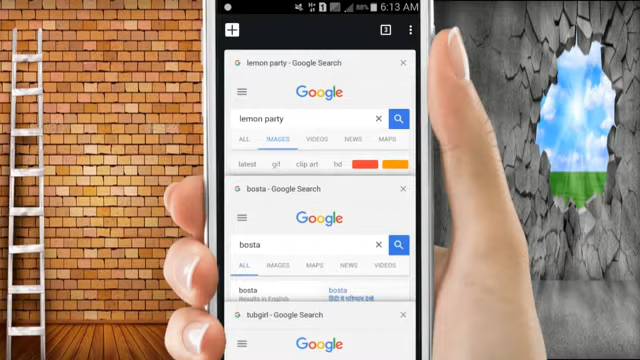 88% 6:13 AM
3
lemon party - Google Search
Google
lemon party
ALL IMAGES VIDEOS NEWS MAPS
latest gif clip art hd
bosta - Google Search
Google
bosta
ALL IMAGES MAPS NEWS VIDEOS
bosta bosta
Results in English हिंदी में परिणाम देखें
tubgirl - Google Search
Google